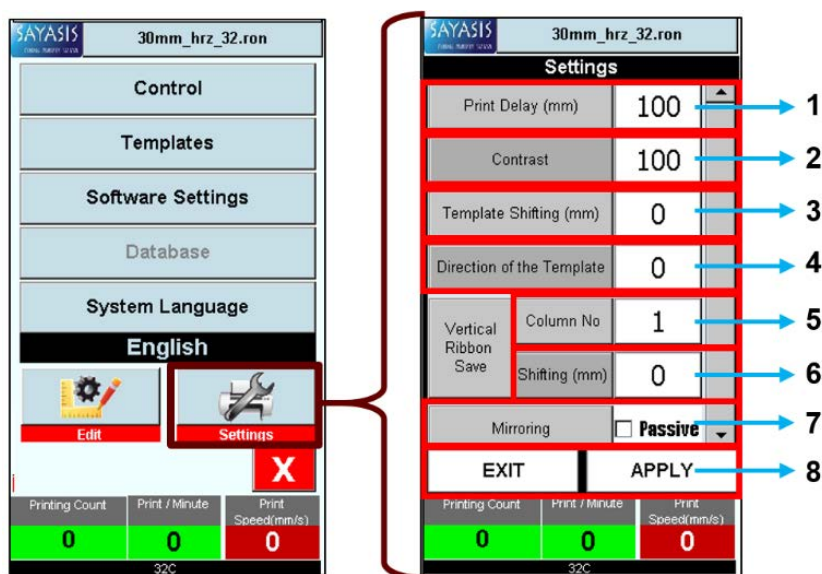 SAYASIS
30mm_hrz_32.ron
Control
Templates
Software Settings
Database
System Language
English
Edit
Settings
X
Printing Count
Print / Minute
Print
Speed(mm/s)
0
0
0
32C
SAYASIS
30mm_hrz_32.ron
Settings
Print Delay (mm)
100
1
Contrast
100
2
Template Shifting (mm)
0
3
Direction of the Template
0
4
Vertical
Ribbon
Save
Column No
1
5
Shifting (mm)
0
6
Mirroring
Passive
7
EXIT
APPLY
8
Printing Count
Print / Minute
Print
Speed(mm/s)
0
0
0
32C